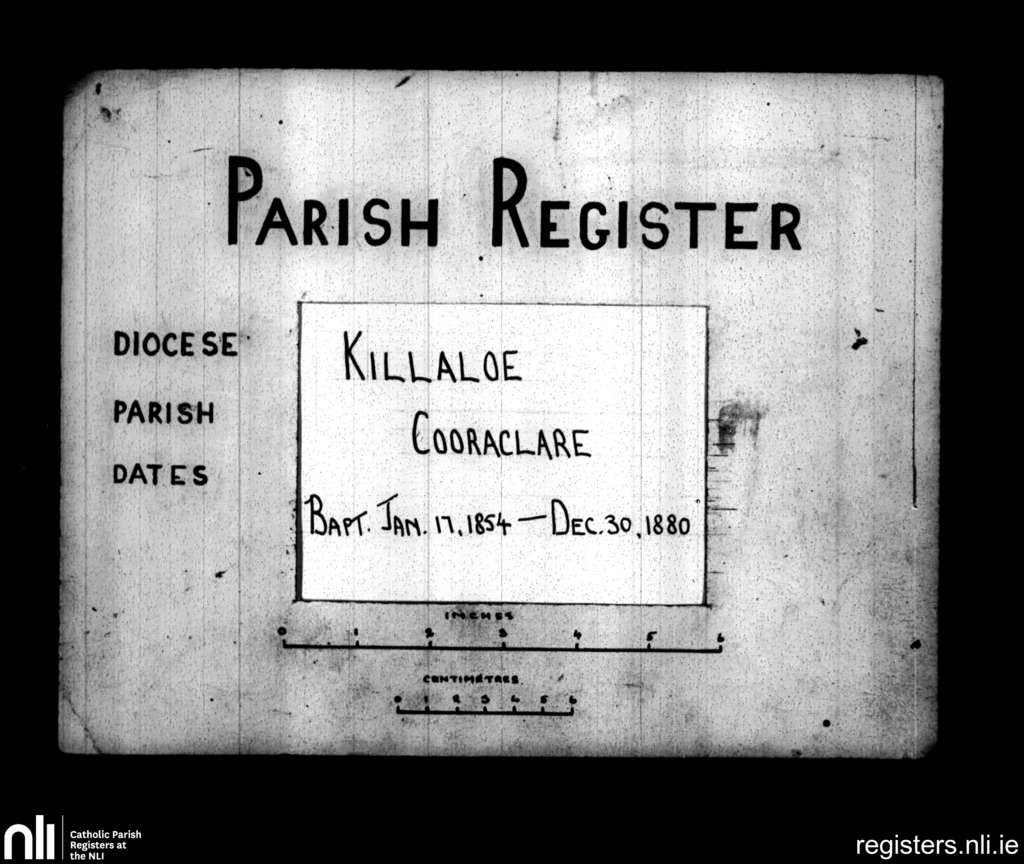 PARISH REGISTER
DIOCESE KILLALOE
PARISH COORACLARE
DATES BAPT. JAN. 17, 1854 — DEC. 30, 1880
INCHES
0 1 2 3 4 5 6
CENTIMETRES
0 1 2 3 4 5 6
nli Catholic Parish
Registers at
the NLI
registers.nli.ie